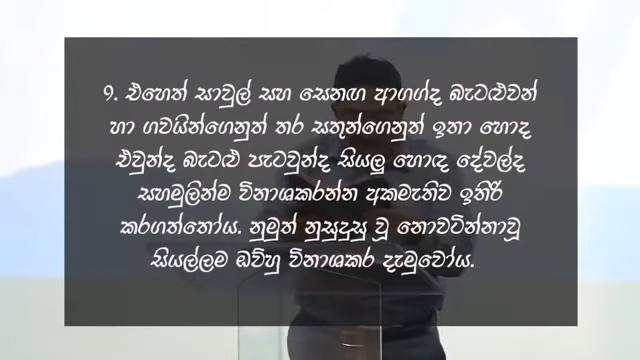 9. එහෙත් සාවුල් සහ සෙනඟ ආගග්ද බැටළුවන්
හා ගවයින්ගෙනුත් තර සතුන්ගෙනුත් ඉතා හොඳ
එවුන්ද බැටළු පැටවුන්ද සියලු හොඳ දේවල්ද
සහමුලින්ම විනාශකරන්න අකමැතිව ඉතිරි
කරගත්තෝය. නුමුත් නුසුදුසු වූ නොවටින්නාවූ
සියල්ලම ඔව්හු විනාශකර දැමුවෝය.